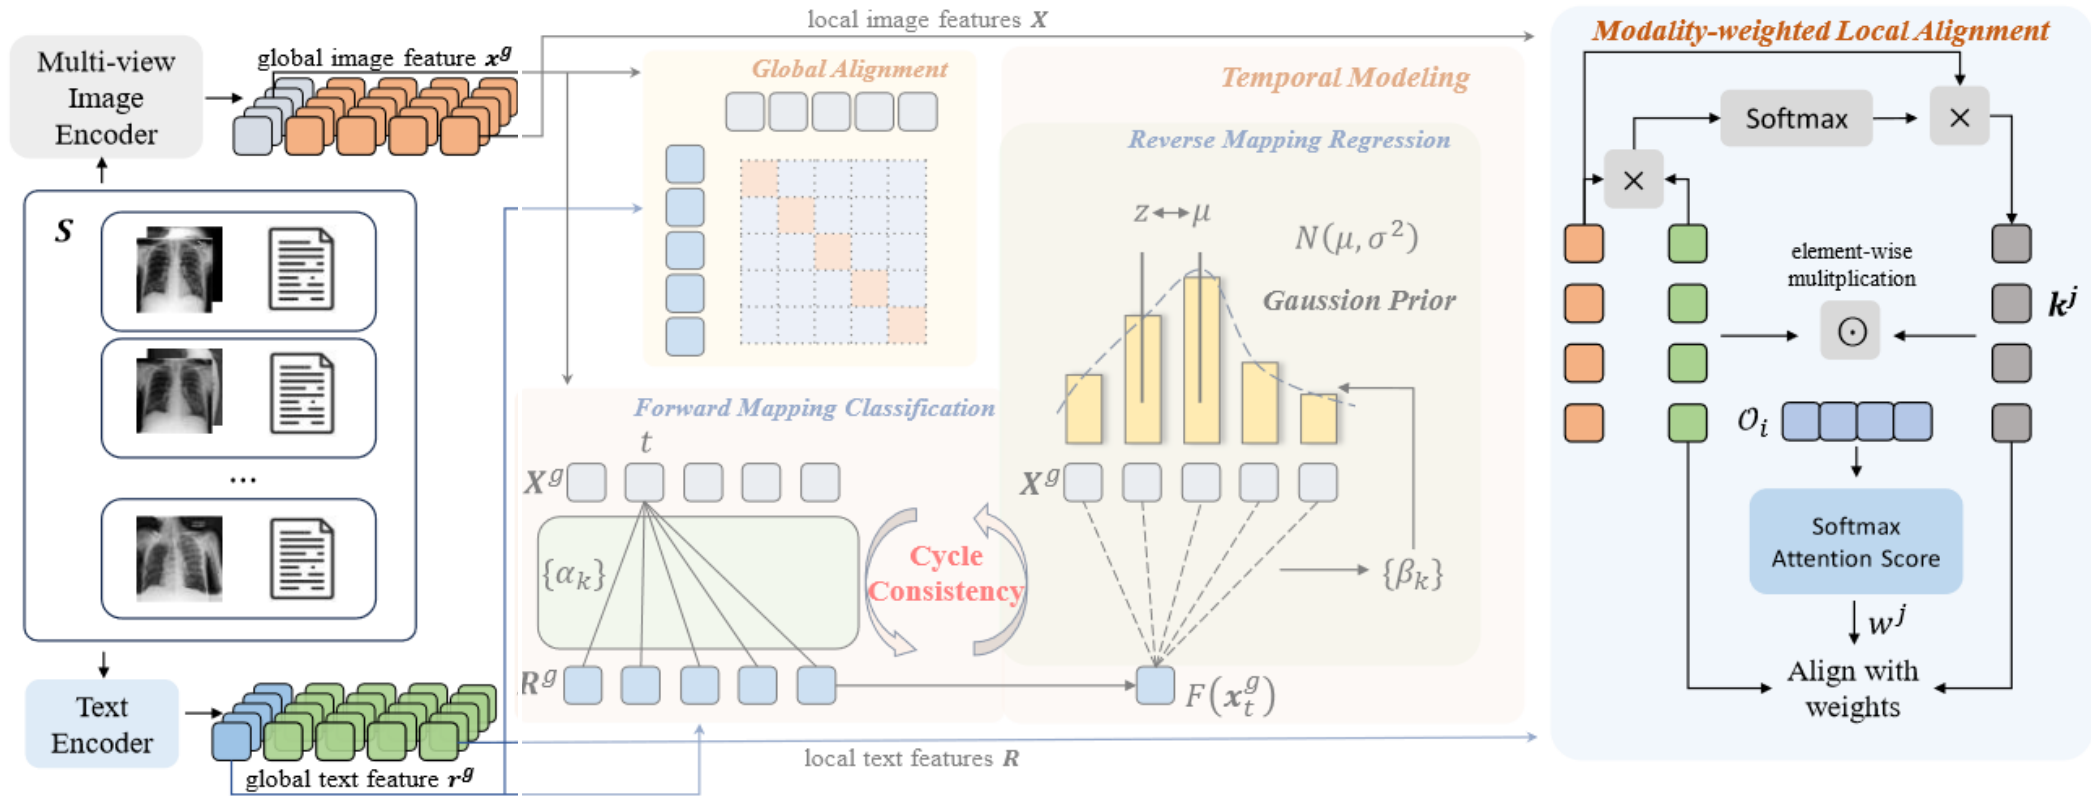 local image features X
Multi-view
Image
Encoder
global image feature x^g
Global Alignment
Temporal Modeling
Modality-weighted Local Alignment
Softmax
×
×
Reverse Mapping Regression
S
z
μ
N(μ, σ²)
Gaussion Prior
element-wise
mulitplication
k^j
⊙
Forward Mapping Classification
t
O_i
X^g
X^g
...
{α_k}
Cycle
Consistency
{β_k}
Softmax
Attention Score
w^j
R^g
F(x_t^g)
Align with
weights
Text
Encoder
global text feature r^g
local text features R